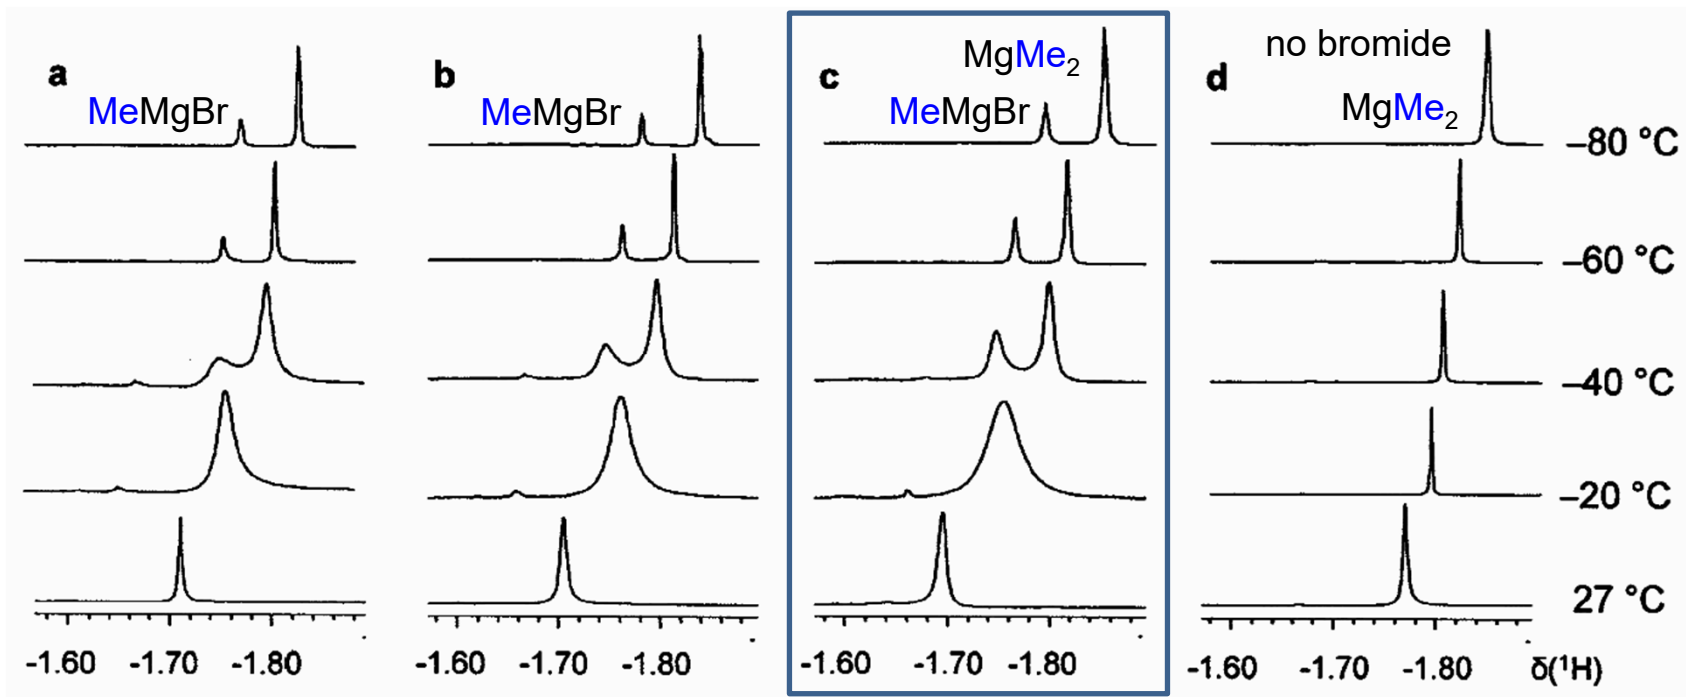 a
MeMgBr
b
MeMgBr
c
MgMe₂
MeMgBr
d
no bromide
MgMe₂
–80 °C
–60 °C
–40 °C
–20 °C
27 °C
-1.60 -1.70 -1.80
-1.60 -1.70 -1.80
-1.60 -1.70 -1.80
-1.60 -1.70 -1.80 δ(¹H)